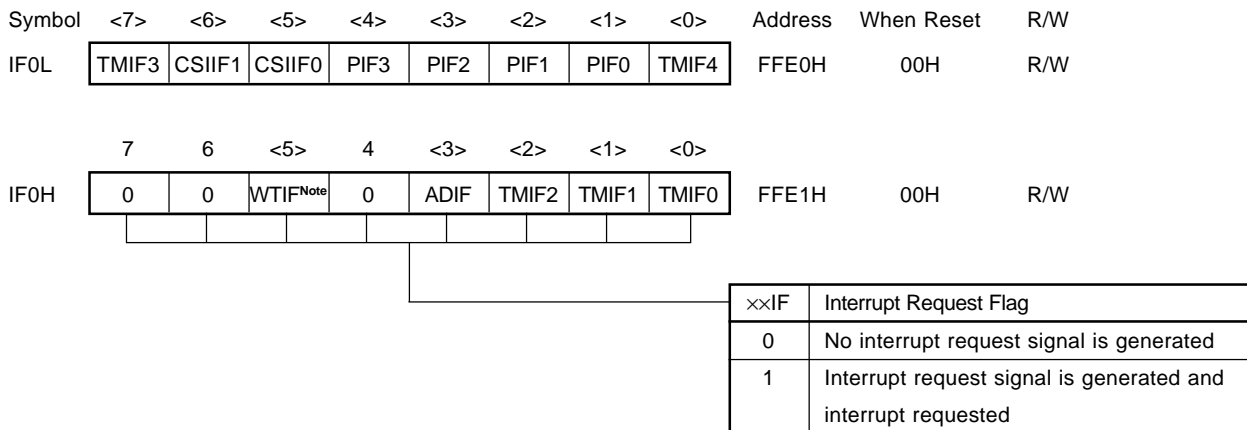 Symbol <7> <6> <5> <4> <3> <2> <1> <0> Address When Reset R/W
IF0L TMIF3 CSIIF1 CSIIF0 PIF3 PIF2 PIF1 PIF0 TMIF4 FFE0H 00H R/W
7 6 <5> 4 <3> <2> <1> <0>
IF0H 0 0 WTIFNote 0 ADIF TMIF2 TMIF1 TMIF0 FFE1H 00H R/W
××IF Interrupt Request Flag
0 No interrupt request signal is generated
1 Interrupt request signal is generated and
interrupt requested